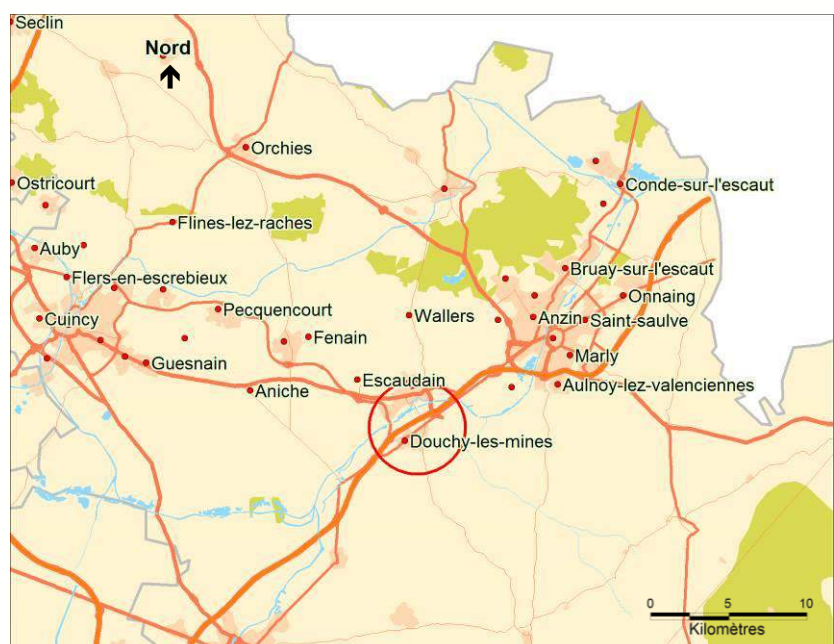 Seclin
Nord
Orchies
Ostricourt
Conde-sur-l'escaut
Flines-lez-raches
Auby
Flers-en-escrebieux
Bruay-sur-l'escaut
Onnaing
Pecquencourt
Cuincy
Wallers
Anzin
Saint-saulve
Fenain
Marly
Guesnain
Escaudain
Aulnoy-lez-valenciennes
Aniche
Douchy-les-mines
0 5 10
Kilomètres